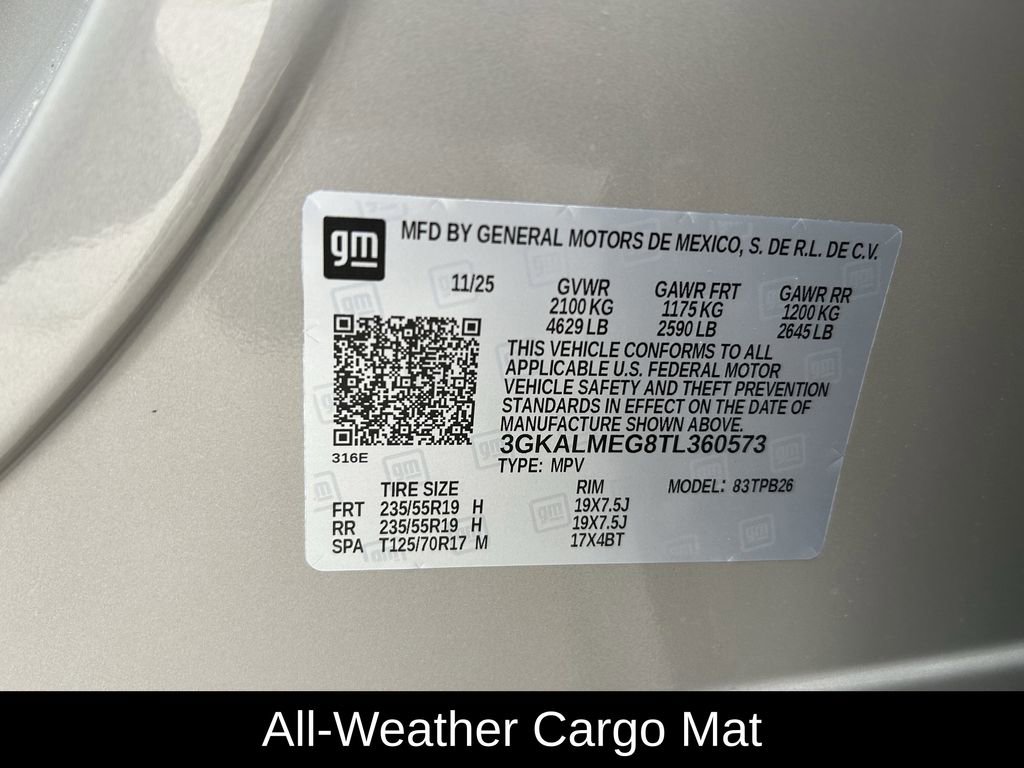 gm MFD BY GENERAL MOTORS DE MEXICO, S. DE R.L. DE C.V.
11/25 GVWR GAWR FRT GAWR RR
2100 KG 1175 KG 1200 KG
4629 LB 2590 LB 2645 LB
THIS VEHICLE CONFORMS TO ALL
APPLICABLE U.S. FEDERAL MOTOR
VEHICLE SAFETY AND THEFT PREVENTION
STANDARDS IN EFFECT ON THE DATE OF
MANUFACTURE SHOWN ABOVE.
3GKALMEG8TL360573
316E TYPE: MPV
TIRE SIZE RIM MODEL: 83TPB26
FRT 235/55R19 H 19X7.5J
RR 235/55R19 H 19X7.5J
SPA T125/70R17 M 17X4BT
All-Weather Cargo Mat